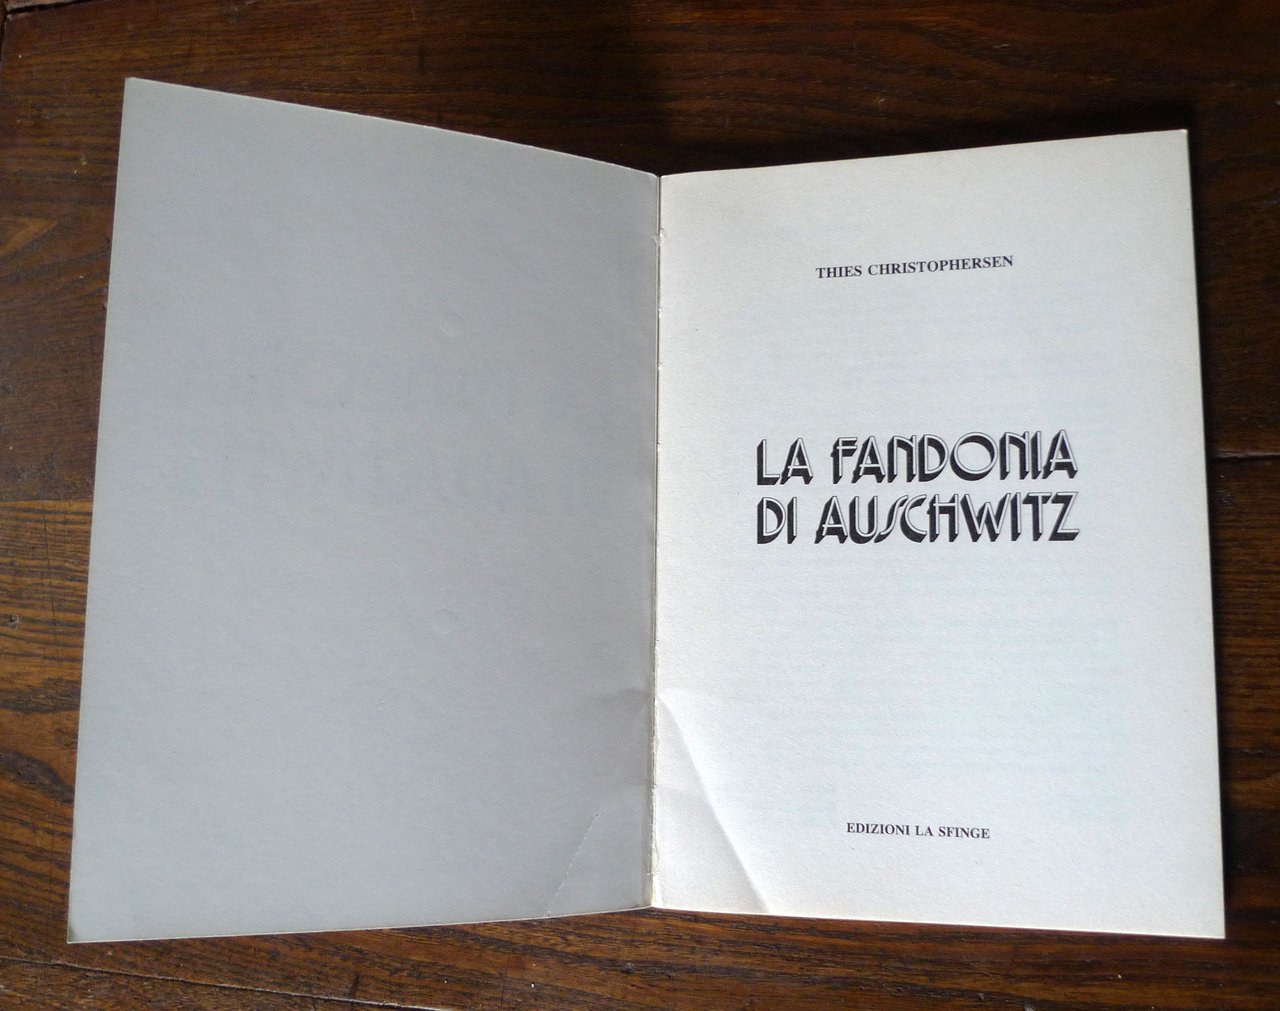 THIES CHRISTOPHERSEN
LA FANDONIA
DI AUSCHWITZ
EDIZIONI LA SFINGE